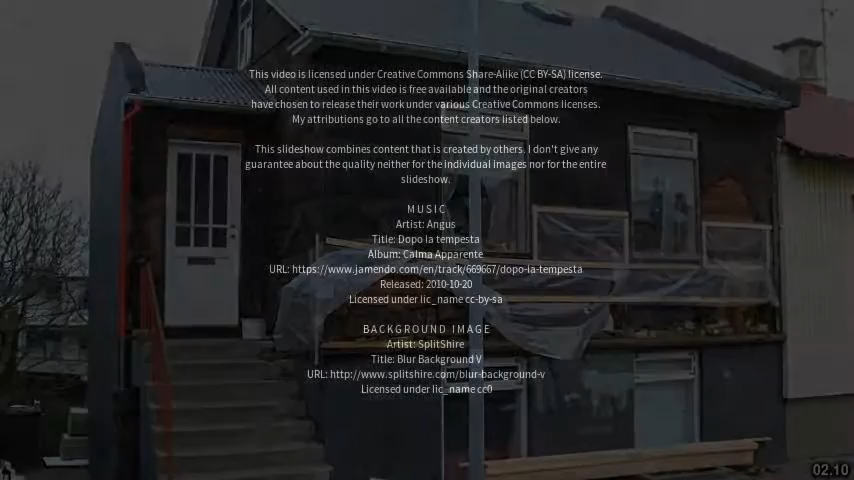 This video is licensed under Creative Commons Share-Alike (CC BY-SA) license.
All content used in this video is free available and the original creators
have chosen to release their work under various Creative Commons licenses.
My attributions go to all the content creators listed below.
This slideshow combines content that is created by others. I don't give any
guarantee about the quality neither for the individual images nor for the entire
slideshow.
MUSIC
Artist: Angus
Title: Dopo la tempesta
Album: Calma Apparente
URL: https://www.jamendo.com/en/track/669667/dopo-la-tempesta
Released: 2010-10-20
Licensed under lic_name cc-by-sa
BACKGROUND IMAGE
Artist: SplitShire
Title: Blur Background V
URL: http://www.splitshire.com/blur-background-v
Licensed under lic_name cc0
02.10